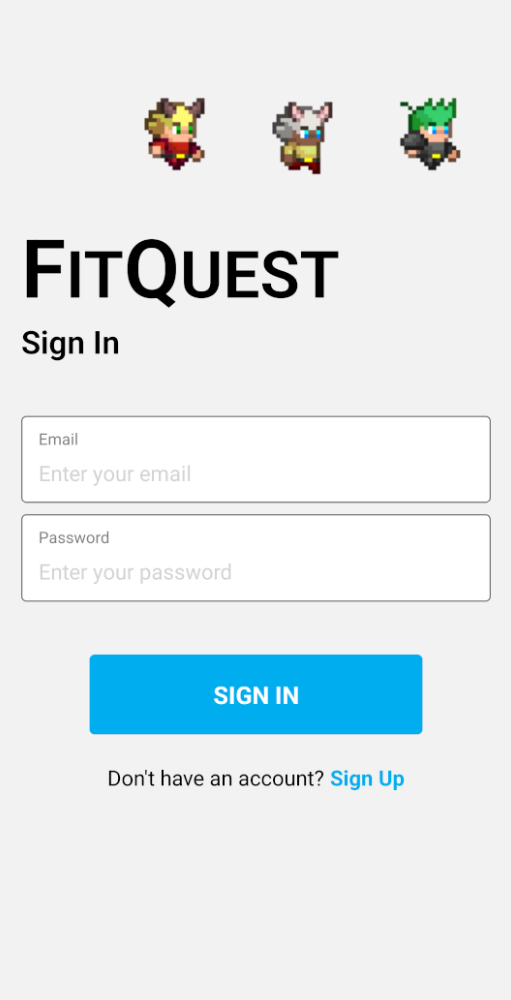 FITQUEST
Sign In
Email
Enter your email
Password
Enter your password
SIGN IN
Don't have an account? Sign Up